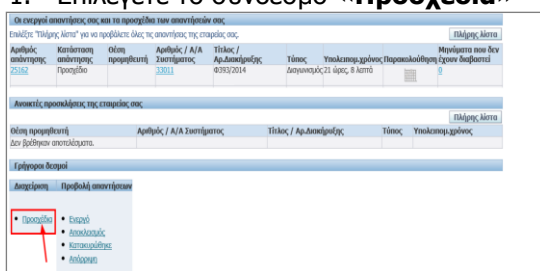 1. Επιλέγετε το σύνδεσμο «Προσχέδια»
Οι ενεργοί απαντήσεις σας και τα προσχέδια των απαντήσεών σας
Επιλέξτε "Πλήρης λίστα" για να προβάλετε όλες τις απαντήσεις της εταιρείας σας.
Πλήρης λίστα
Αριθμός απάντησης Κατάσταση απάντησης Θέση προμηθευτή Αριθμός / Α/Α Συστήματος Τίτλος / Αρ.Διακήρυξης Τύπος Υπολειπομ.χρόνος Παρακολούθηση Μηνύματα που δεν έχουν διαβαστεί
25162 Προσχέδιο 33011 Φ393/2014 Διαγωνισμός 21 ώρες, 8 λεπτά 0
Ανοικτές προσκλήσεις της εταιρείας σας
Πλήρης λίστα
Θέση προμηθευτή Αριθμός / Α/Α Συστήματος Τίτλος / Αρ.Διακήρυξης Τύπος Υπολειπομ.χρόνος
Δεν βρέθηκαν αποτελέσματα.
Γρήγοροι δεσμοί
Διαχείριση Προβολή απαντήσεων
Προσχέδια
Ενεργό
Αποκλεισμός
Κατακυρώθηκε
Απόρριψη